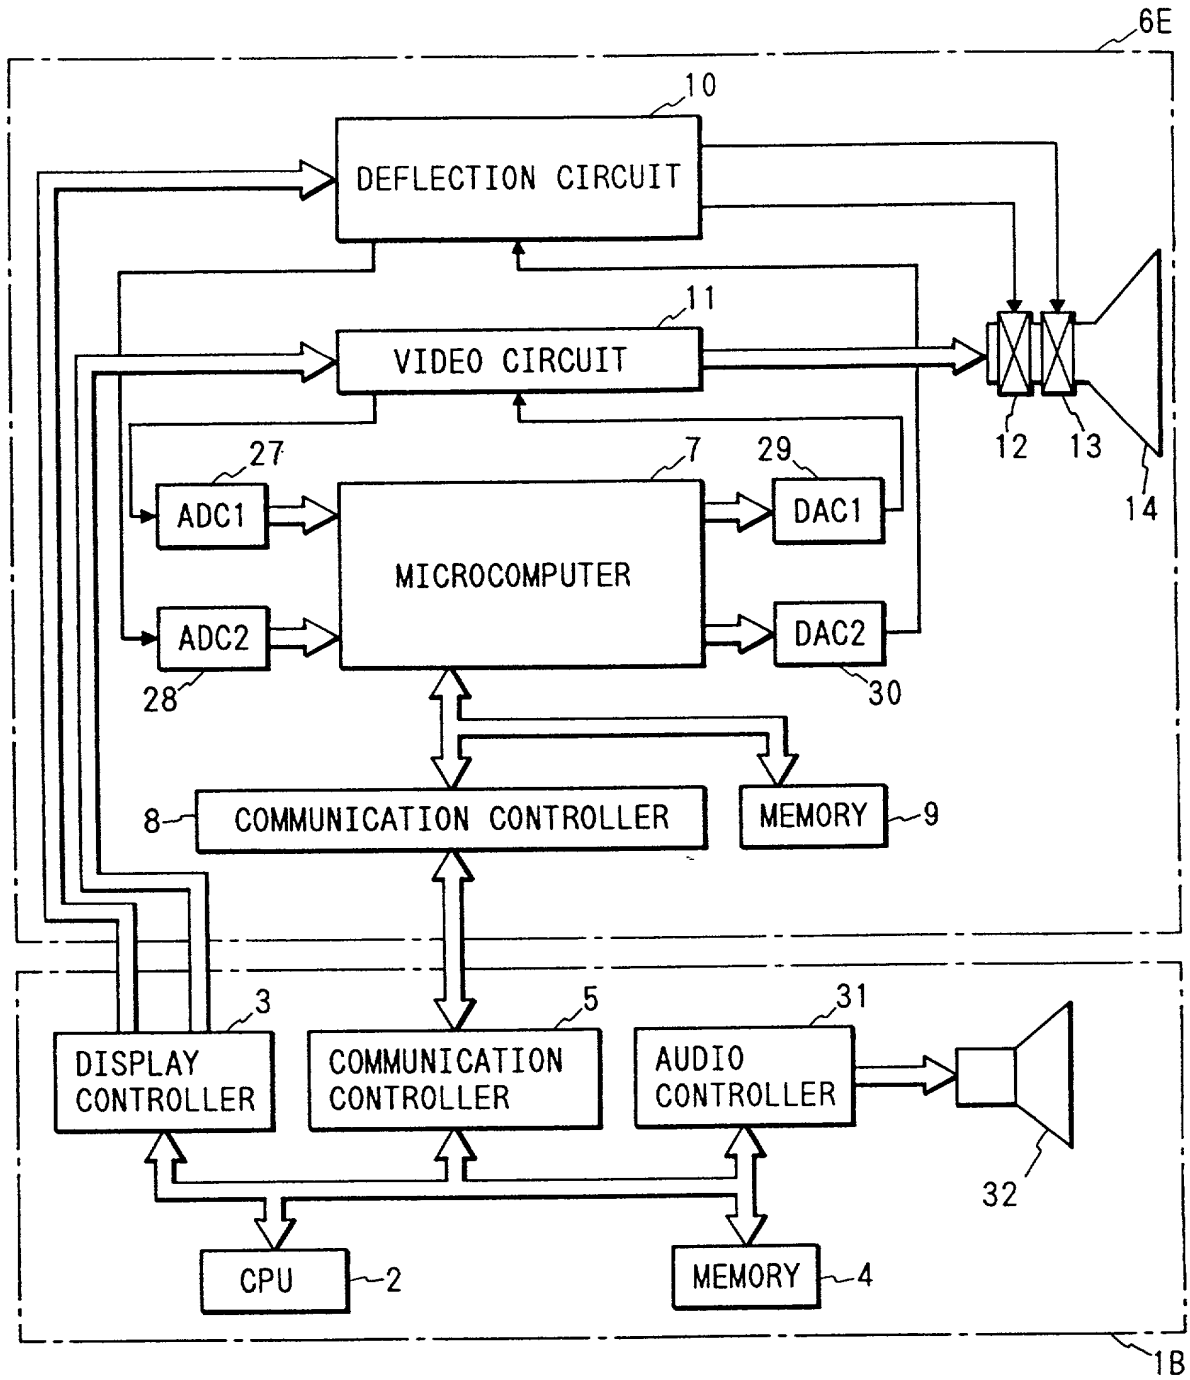 6E
10
DEFLECTION CIRCUIT
11
VIDEO CIRCUIT
12
13
14
27
ADC1
7
29
DAC1
MICROCOMPUTER
ADC2
28
DAC2
30
8
COMMUNICATION CONTROLLER
MEMORY
9
3
DISPLAY
CONTROLLER
5
COMMUNICATION
CONTROLLER
31
AUDIO
CONTROLLER
32
CPU
2
MEMORY
4
1B